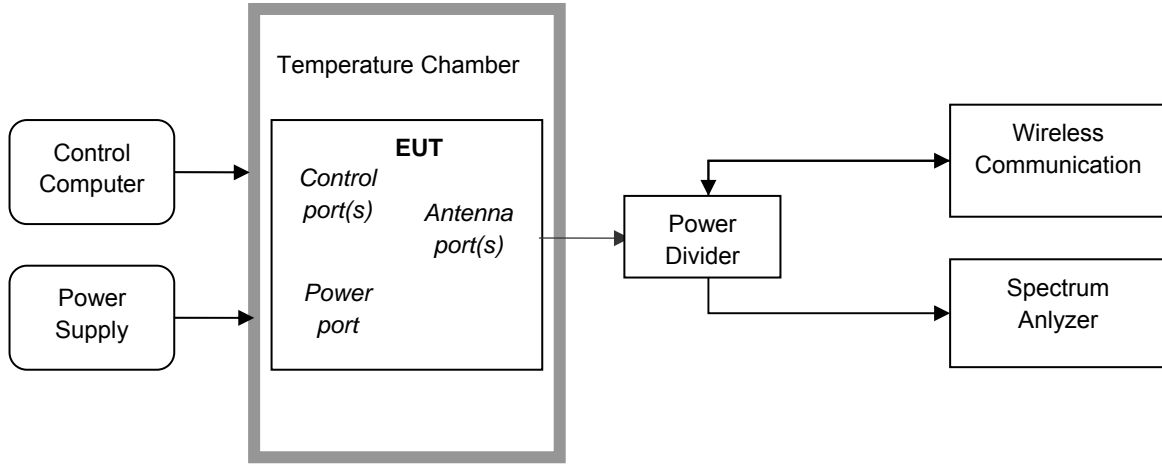 Temperature Chamber
Control
Computer
Power
Supply
EUT
Control
port(s)
Antenna
port(s)
Power
port
Power
Divider
Wireless
Communication
Spectrum
Anlyzer